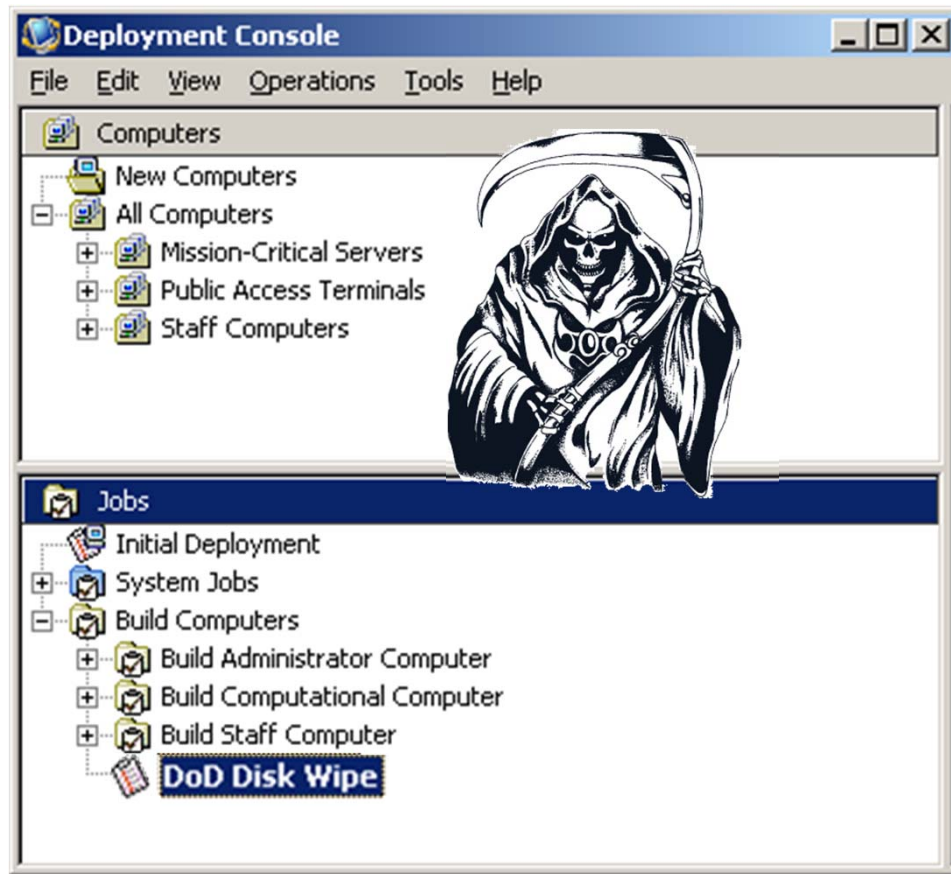 Deployment Console
File Edit View Operations Tools Help
Computers
New Computers
All Computers
Mission-Critical Servers
Public Access Terminals
Staff Computers
Jobs
Initial Deployment
System Jobs
Build Computers
Build Administrator Computer
Build Computational Computer
Build Staff Computer
DoD Disk Wipe